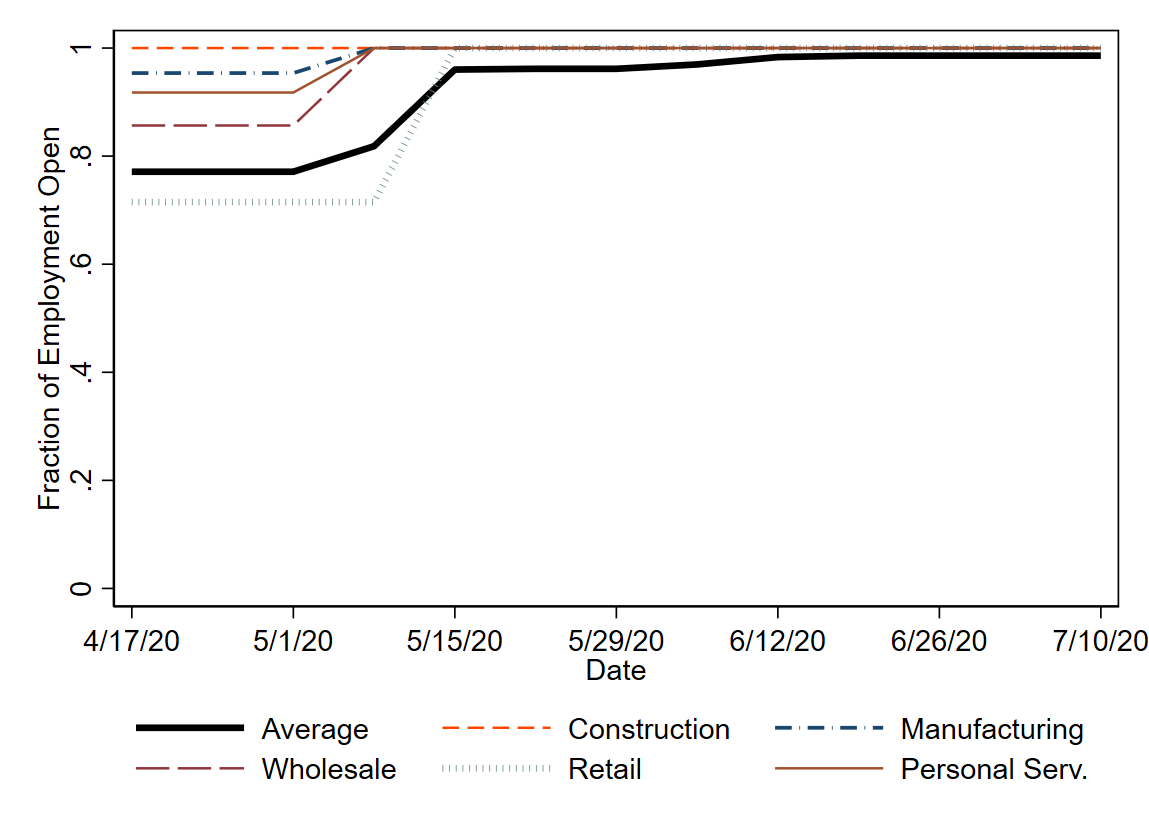 Fraction of Employment Open
1
.8
.6
.4
.2
0
4/17/20 5/1/20 5/15/20 5/29/20 6/12/20 6/26/20 7/10/20
Date
Average Construction Manufacturing
Wholesale Retail Personal Serv.